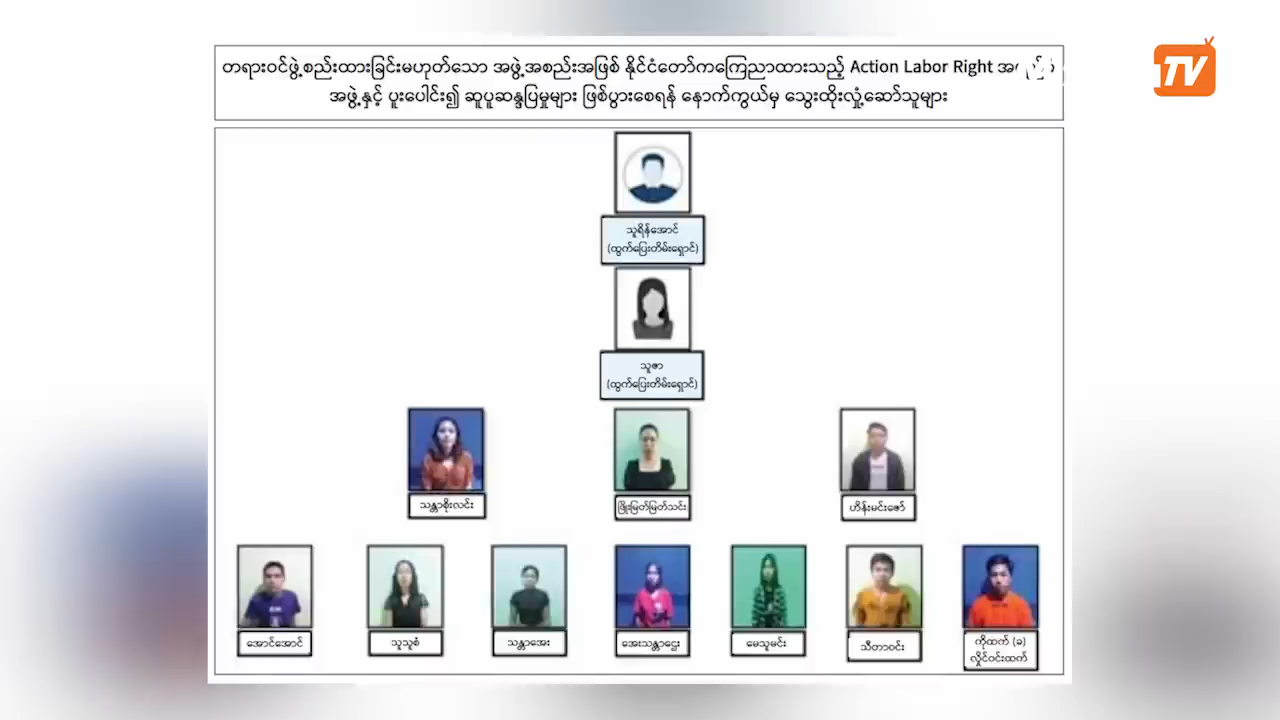 တရားဝင်ဖွဲ့စည်းထားခြင်းမဟုတ်သော အဖွဲ့အစည်းအဖြစ် နိုင်ငံတော်ကကြေညာထားသည့် Action Labor Right
အဖွဲ့နှင့် ပူးပေါင်း၍ ဆူပူဆန္ဒပြမှုများ ဖြစ်ပွားစေရန် နောက်ကွယ်မှ သွေးထိုးလှုံ့ဆော်သူများ
TV
သူရိန်အောင်
(ထွက်ပြေးတိမ်းရှောင်)
သူဇာ
(ထွက်ပြေးတိမ်းရှောင်)
သန္တာစိုးလင်း
ဖြိုးမြတ်မြတ်သင်း
ဟိန်းမင်းဇော်
အောင်အောင်
သူသူစံ
သန္တာအေး
အေးသန္တာဌေး
မေသူမင်း
သီတာဝင်း
ကိုထက် (ခ)
လှိုင်ဝင်းထက်